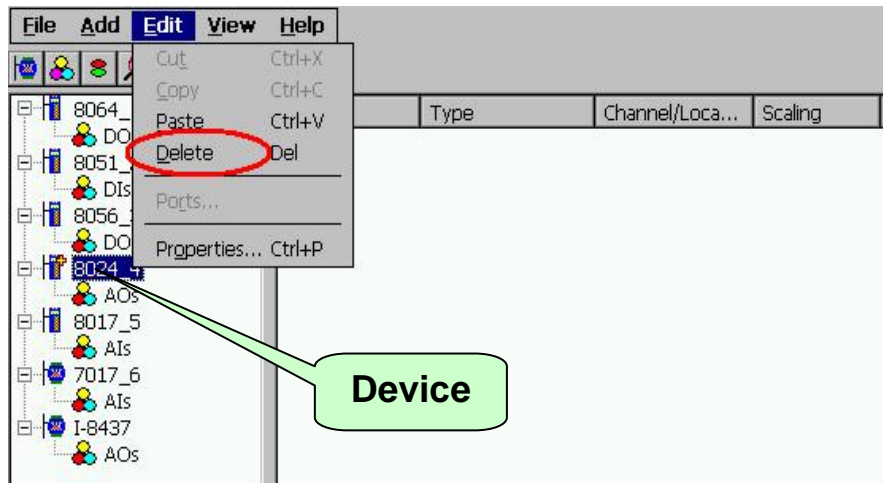 File Add Edit View Help
Cut Ctrl+X
Copy Ctrl+C
Paste Ctrl+V
Delete Del
Ports...
Properties... Ctrl+P
Type Channel/Loca... Scaling
8064_
DO
8051_
DIs
8056_
DO
8024_4
AOs
8017_5
AIs
7017_6
AIs
I-8437
AOs
Device